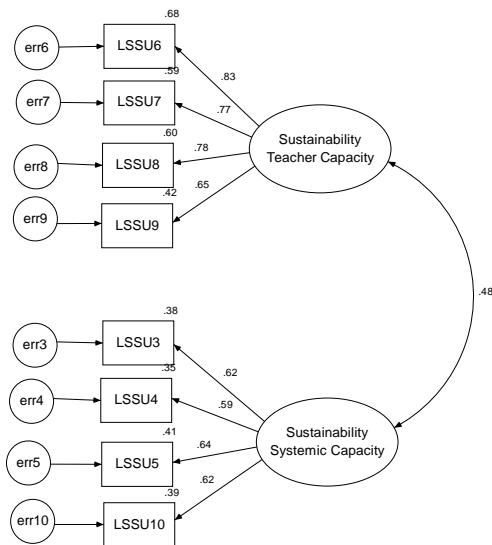 .68
err6
LSSU6
.83
.59
err7
LSSU7
.77
.60
err8
LSSU8
.78
.42
err9
LSSU9
.65
Sustainability
Teacher Capacity
.48
.38
err3
LSSU3
.62
.35
err4
LSSU4
.59
.41
err5
LSSU5
.64
.39
err10
LSSU10
.62
Sustainability
Systemic Capacity